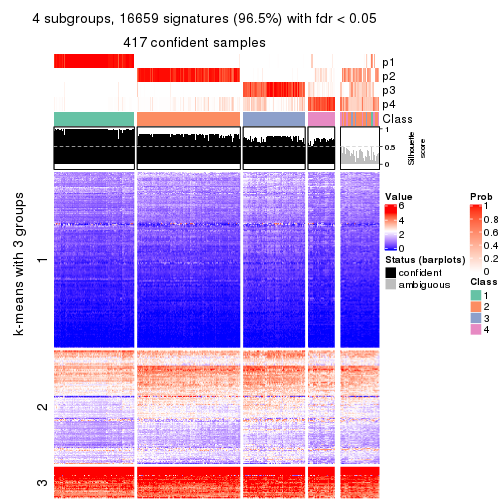 4 subgroups, 16659 signatures (96.5%) with fdr < 0.05
417 confident samples
p1
p2
p3
p4
Class
1
0.5
0
Silhouette
score
k-means with 3 groups
1
2
3
Value
6
4
2
0
Status (barplots)
confident
ambiguous
Prob
1
0.8
0.6
0.4
0.2
0
Class
1
2
3
4